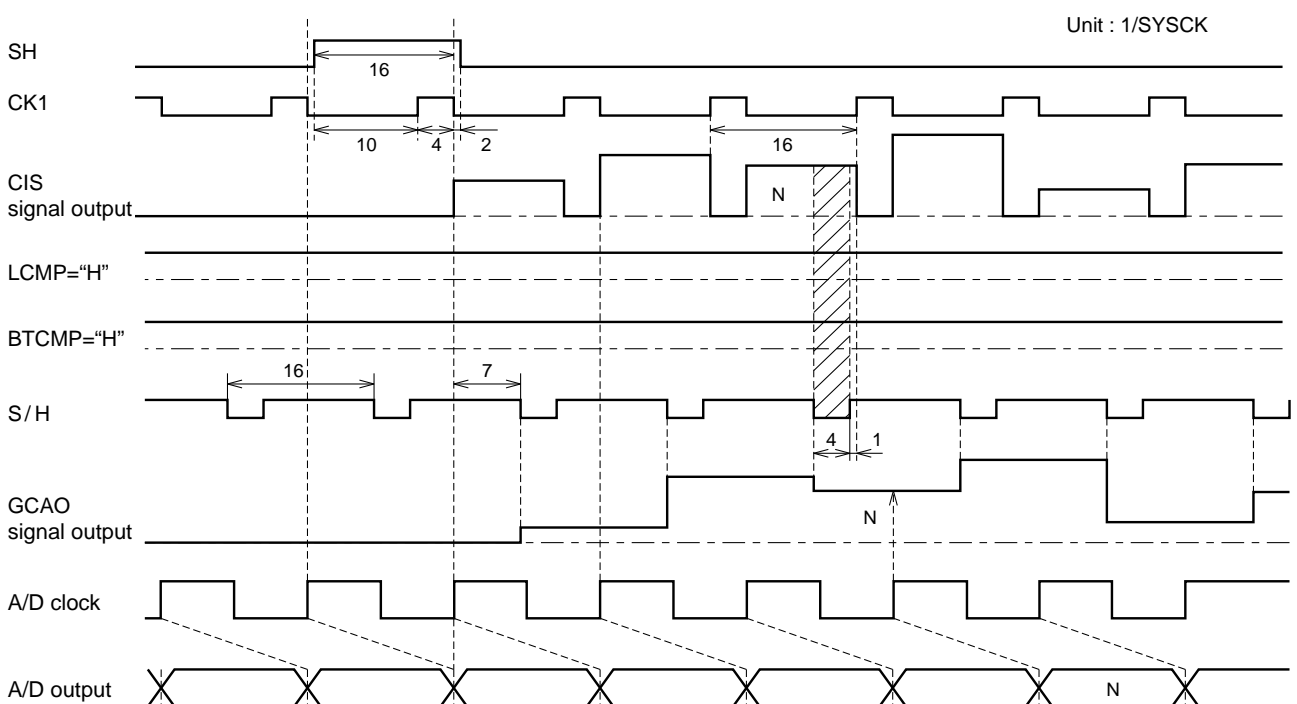 Unit : 1/SYSCK
SH
16
CK1
10
4
2
16
CIS
signal output
N
LCMP=“H”
BTCMP=“H”
16
7
S/H
4
1
GCAO
signal output
N
A/D clock
A/D output
N